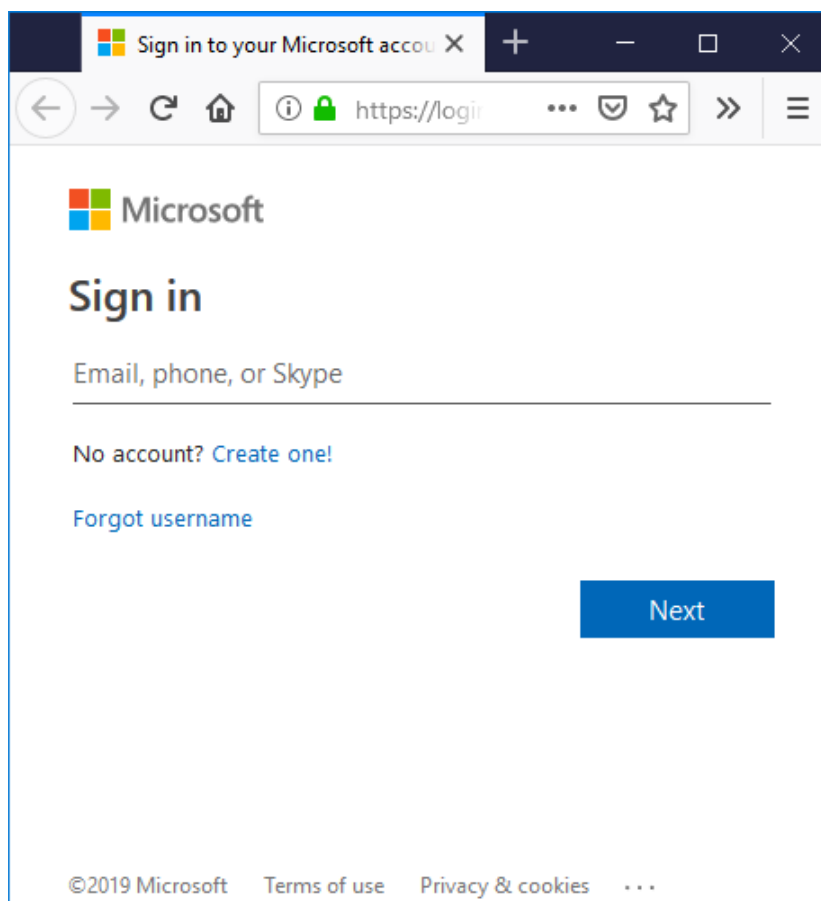 Sign in to your Microsoft accou
https://logi
Microsoft
Sign in
Email, phone, or Skype
No account? Create one!
Forgot username
Next
©2019 Microsoft Terms of use Privacy & cookies ...